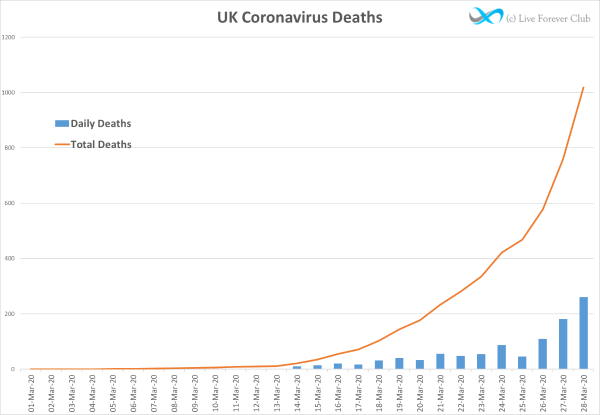 UK Coronavirus Deaths
(c) Live Forever Club
1200
1000
800
600
400
200
0
Daily Deaths
Total Deaths
01-Mar-20
02-Mar-20
03-Mar-20
04-Mar-20
05-Mar-20
06-Mar-20
07-Mar-20
08-Mar-20
09-Mar-20
10-Mar-20
11-Mar-20
12-Mar-20
13-Mar-20
14-Mar-20
15-Mar-20
16-Mar-20
17-Mar-20
18-Mar-20
19-Mar-20
20-Mar-20
21-Mar-20
22-Mar-20
23-Mar-20
24-Mar-20
25-Mar-20
26-Mar-20
27-Mar-20
28-Mar-20